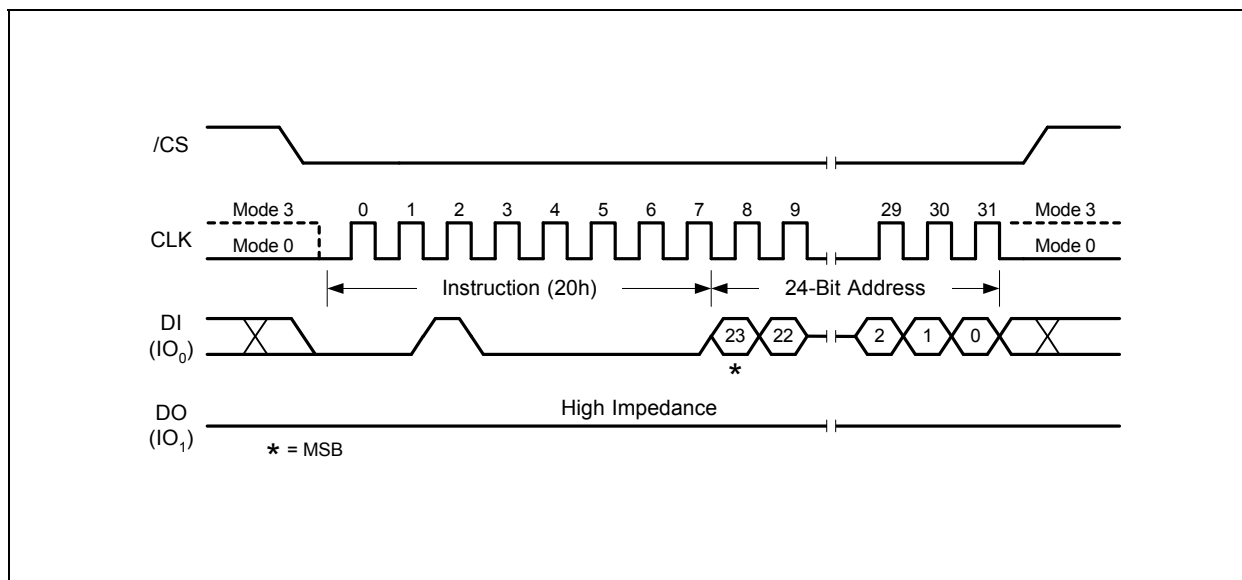 /CS
Mode 3 0 1 2 3 4 5 6 7 8 9 29 30 31 Mode 3
CLK
Mode 0 Mode 0
Instruction (20h) 24-Bit Address
DI
(IO0)
23 22 2 1 0
*
High Impedance
DO
(IO1)
* = MSB